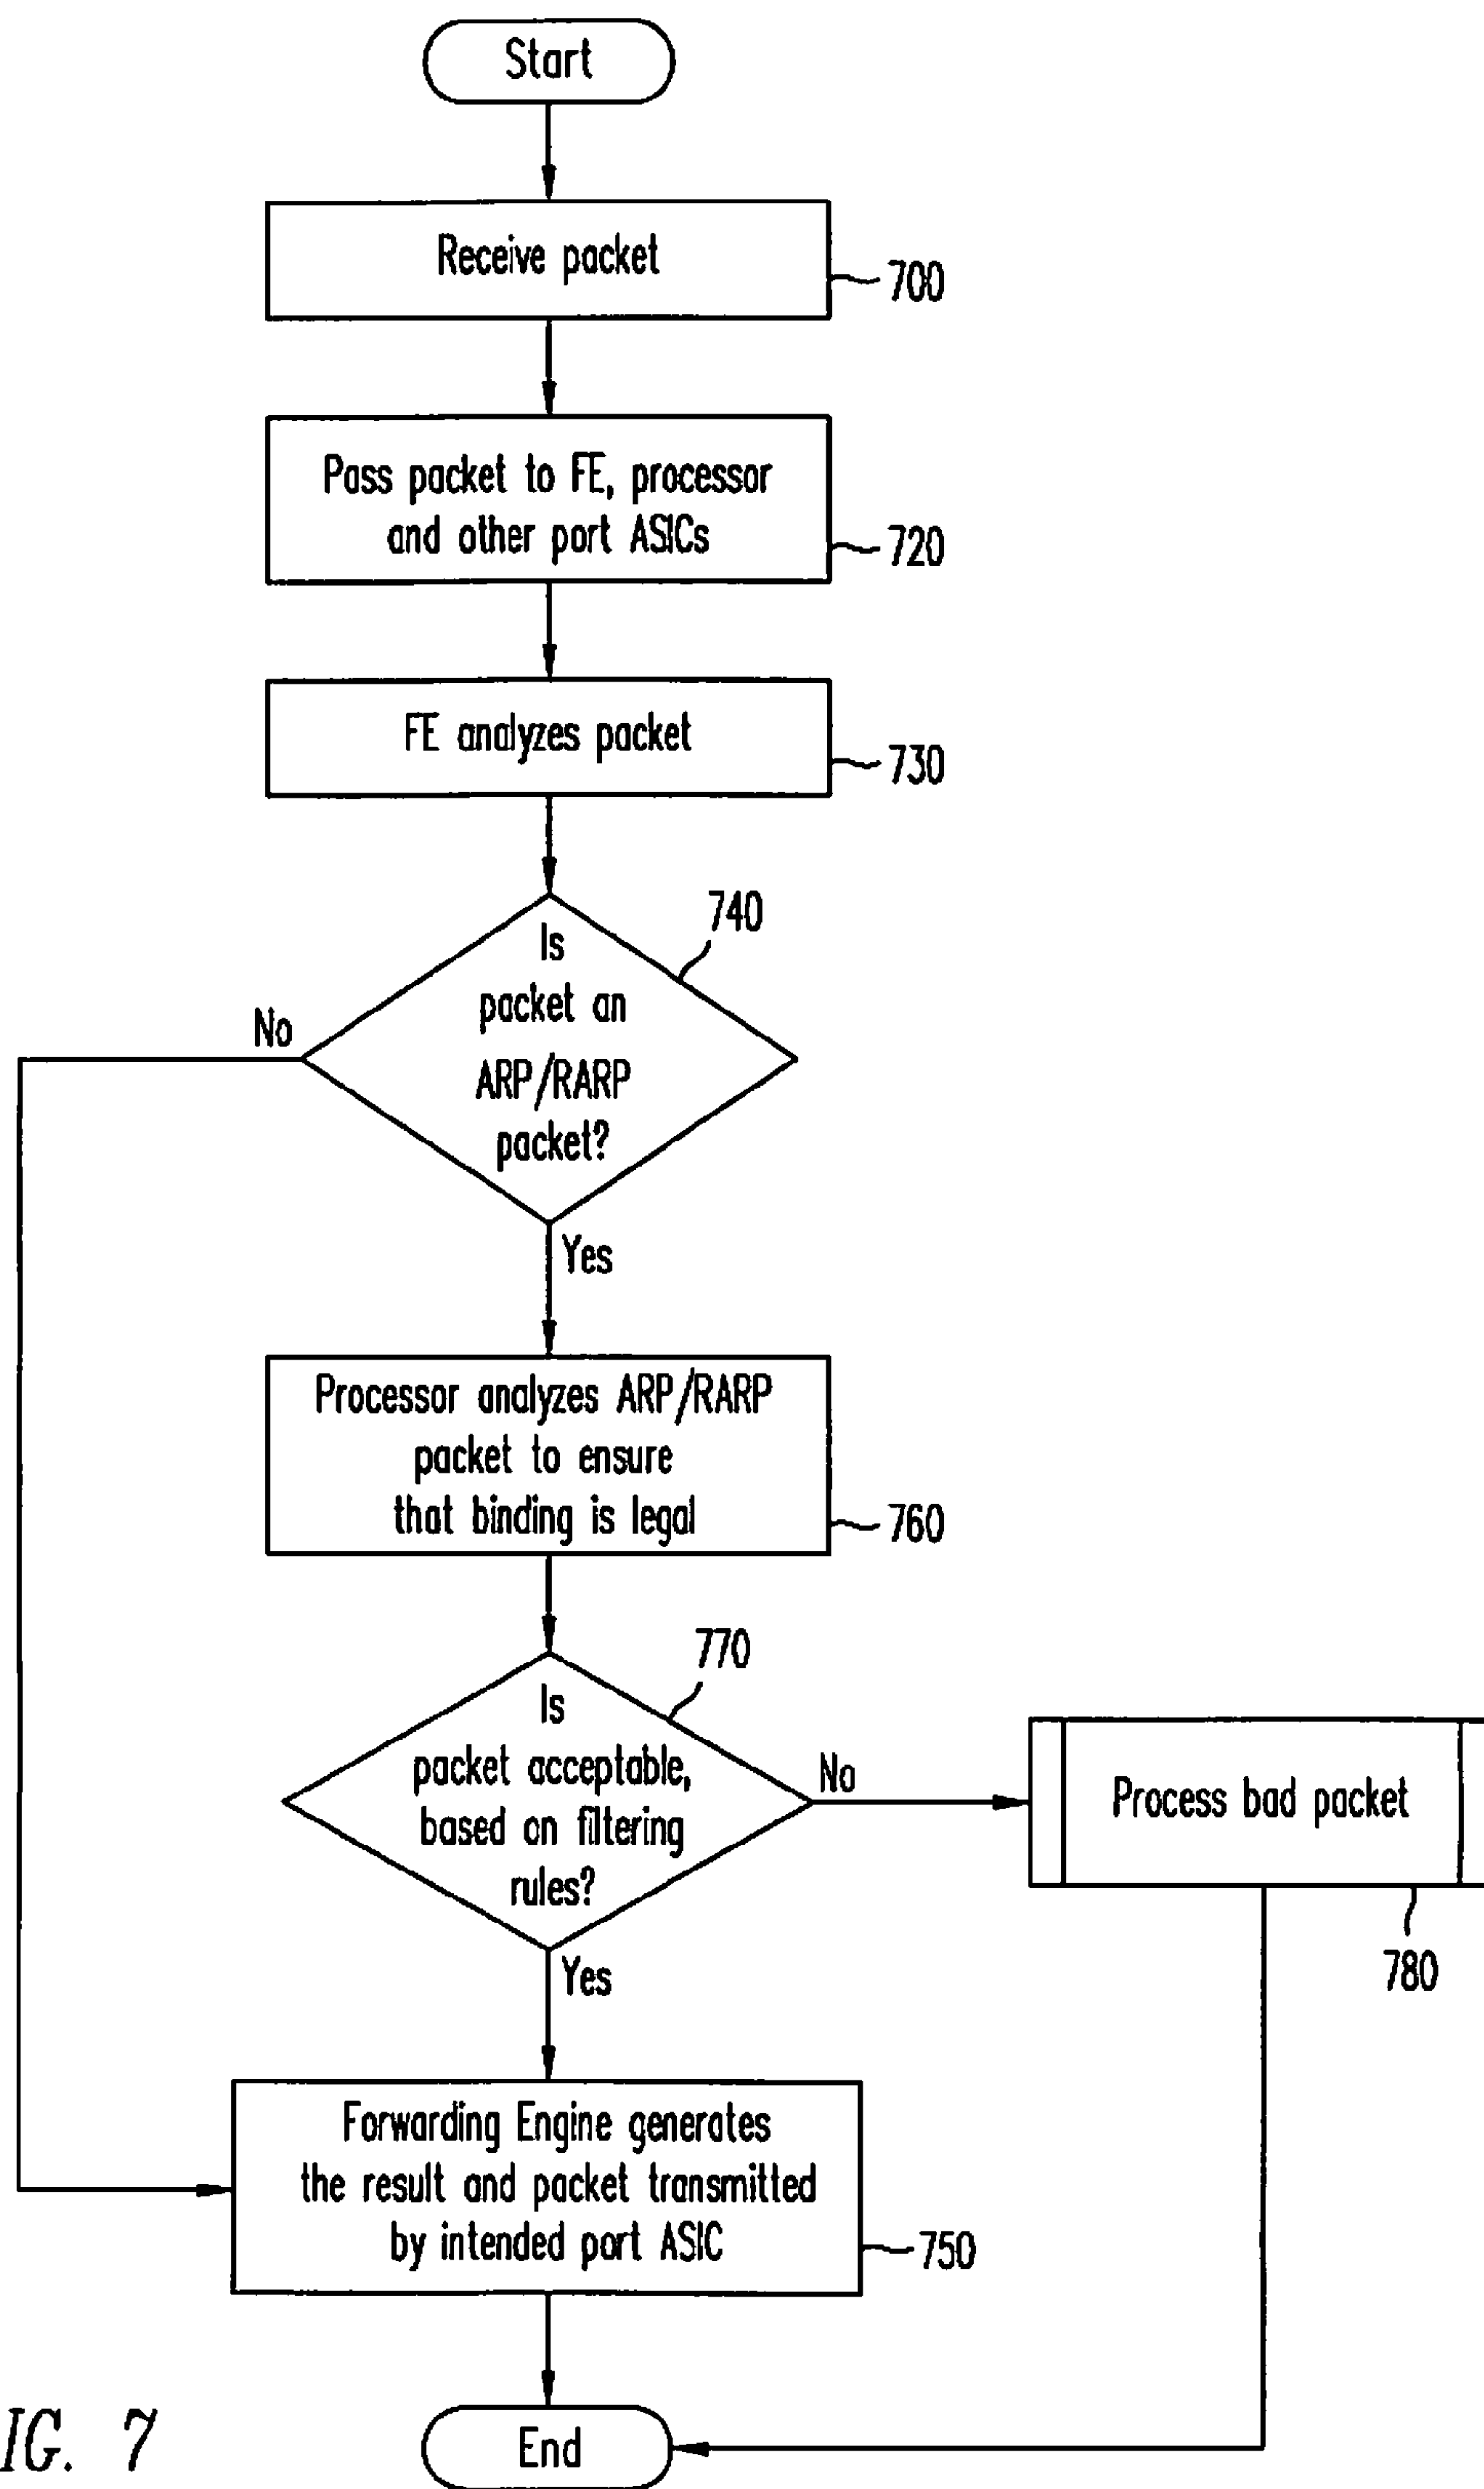 Start
Receive packet
700
Pass packet to FE, processor
and other port ASICs
720
FE analyzes packet
730
740
Is
packet an
ARP/RARP
packet?
No
Yes
Processor analyzes ARP/RARP
packet to ensure
that binding is legal
760
770
Is
packet acceptable,
based on filtering
rules?
No
Process bad packet
780
Yes
Forwarding Engine generates
the result and packet transmitted
by intended port ASIC
750
IG. 7
End